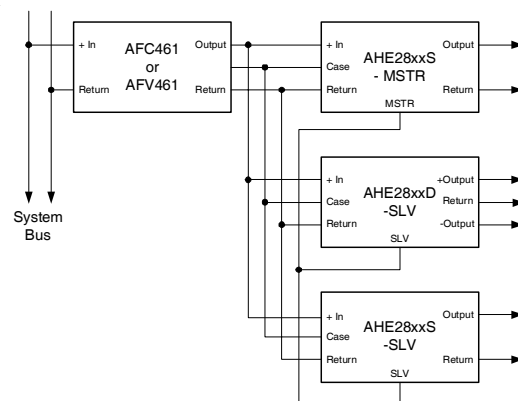 + In
Return
AFC461
or
AFV461
Output
Return
System
Bus
+ In
Case
Return
AHE28xxS
- MSTR
MSTR
Output
Return
+ In
Case
Return
AHE28xxD
-SLV
SLV
+Output
Return
-Output
+ In
Case
Return
AHE28xxS
-SLV
SLV
Output
Return